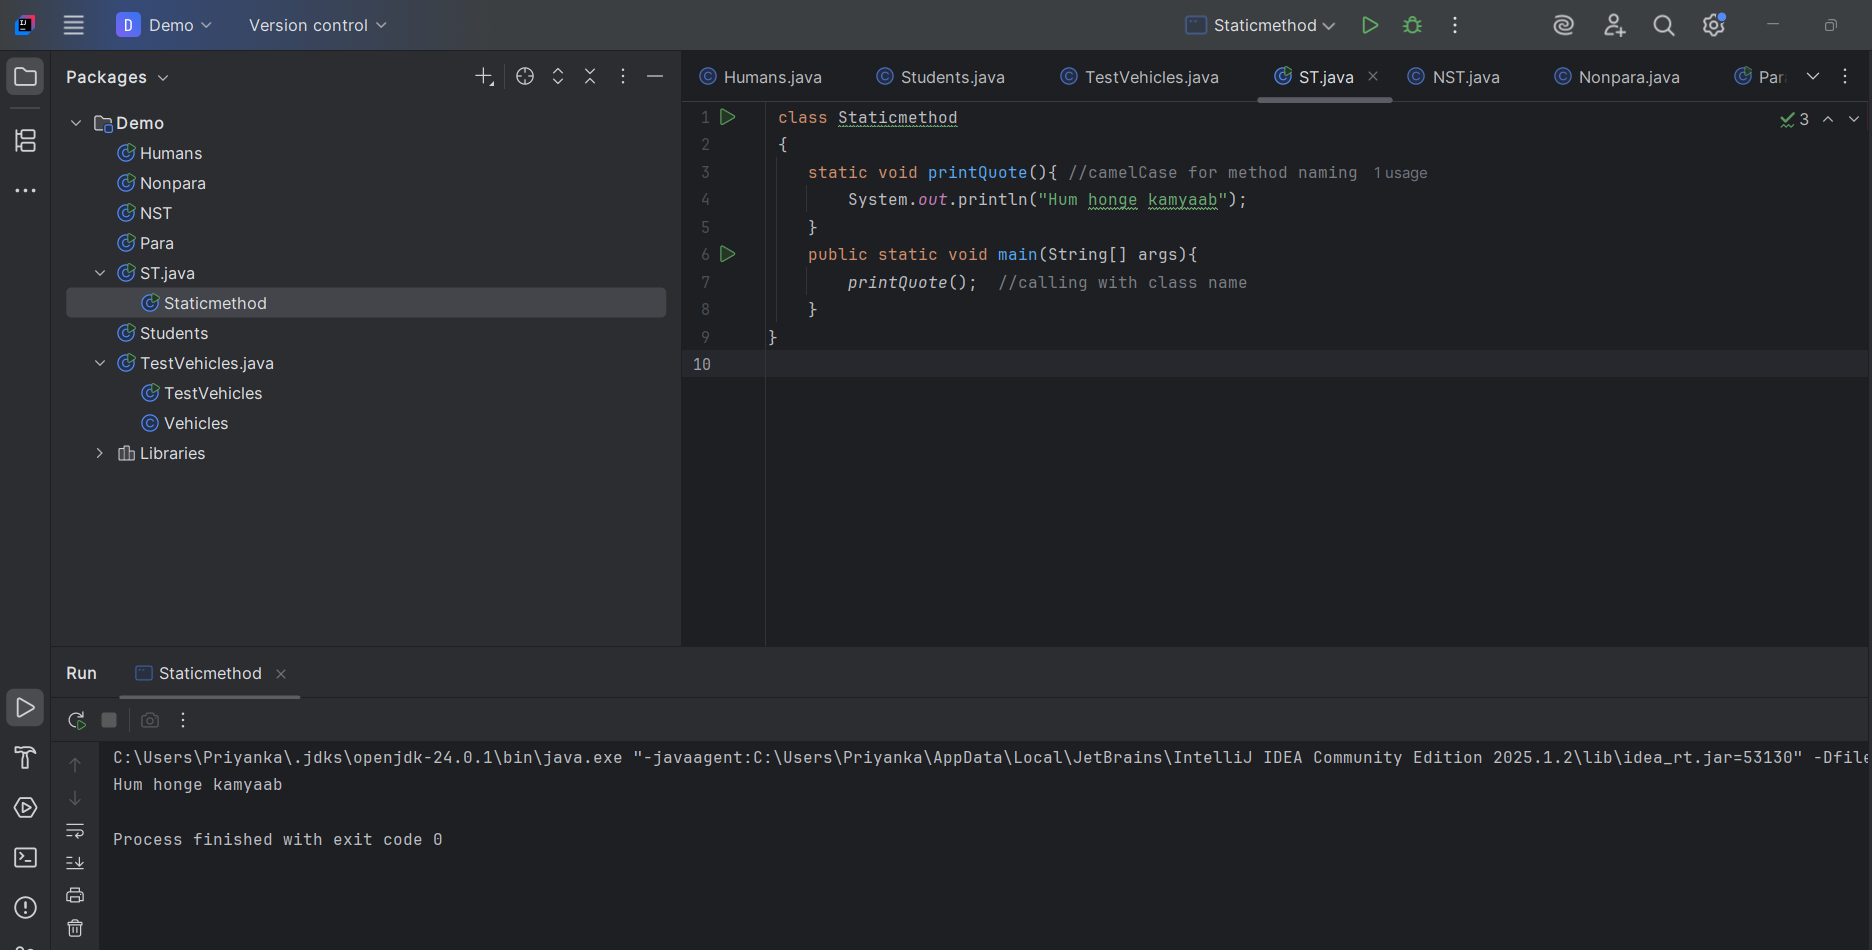 D Demo Version control Staticmethod
Packages
Humans.java Students.java TestVehicles.java ST.java NST.java Nonpara.java Par
Demo
Humans
Nonpara
NST
Para
ST.java
Staticmethod
Students
TestVehicles.java
TestVehicles
Vehicles
Libraries
3
1 class Staticmethod
2 {
3 static void printQuote(){ //camelCase for method naming 1 usage
4 System.out.println("Hum honge kamyaab");
5 }
6 public static void main(String[] args){
7 printQuote(); //calling with class name
8 }
9 }
10
Run Staticmethod
C:\Users\Priyanka\.jdks\openjdk-24.0.1\bin\java.exe "-javaagent:C:\Users\Priyanka\AppData\Local\JetBrains\IntelliJ IDEA Community Edition 2025.1.2\lib\idea_rt.jar=53130" -Dfile
Hum honge kamyaab
Process finished with exit code 0